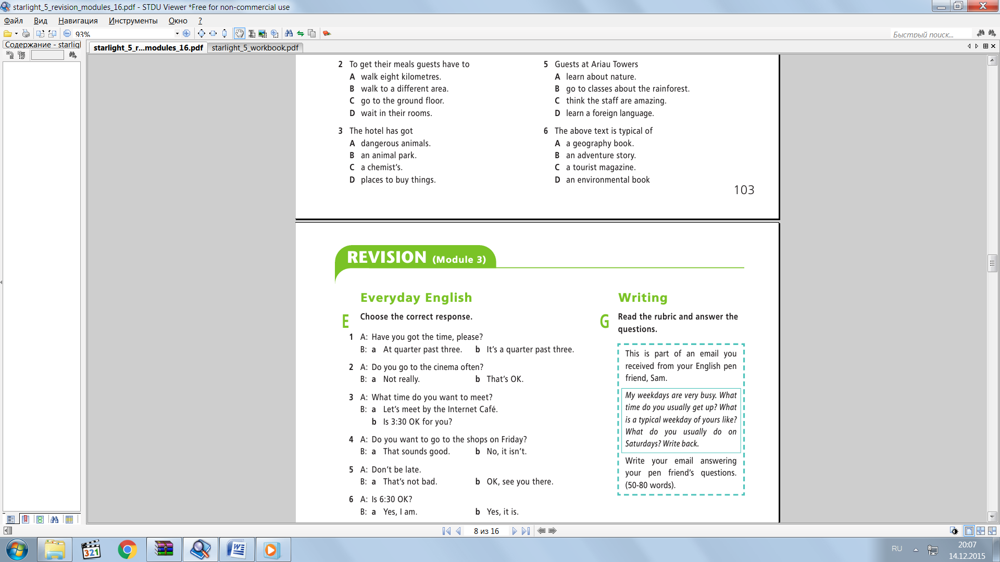 starlight_5_revision_modules_16.pdf - STDU Viewer *Free for non-commercial use
Файл Вид Навигация Инструменты Окно ?
93%
Быстрый поиск...
Содержание - starligl
starlight_5_r...modules_16.pdf starlight_5_workbook.pdf
2 To get their meals guests have to
A walk eight kilometres.
B walk to a different area.
C go to the ground floor.
D wait in their rooms.
3 The hotel has got
A dangerous animals.
B an animal park.
C a chemist's.
D places to buy things.
5 Guests at Ariau Towers
A learn about nature.
B go to classes about the rainforest.
C think the staff are amazing.
D learn a foreign language.
6 The above text is typical of
A a geography book.
B an adventure story.
C a tourist magazine.
D an environmental book
103
REVISION (Module 3)
Everyday English
E Choose the correct response.
1 A: Have you got the time, please?
B: a At quarter past three. b It's a quarter past three.
2 A: Do you go to the cinema often?
B: a Not really. b That's OK.
3 A: What time do you want to meet?
B: a Let's meet by the Internet Café.
b Is 3:30 OK for you?
4 A: Do you want to go to the shops on Friday?
B: a That sounds good. b No, it isn't.
5 A: Don't be late.
B: a That's not bad. b OK, see you there.
6 A: Is 6:30 OK?
B: a Yes, I am. b Yes, it is.
Writing
G Read the rubric and answer the
questions.
This is part of an email you
received from your English pen
friend, Sam.
My weekdays are very busy. What
time do you usually get up? What
is a typical weekday of yours like?
What do you usually do on
Saturdays? Write back.
Write your email answering
your pen friend's questions.
(50-80 words).
8 из 16
321
RU
20:07
14.12.2015